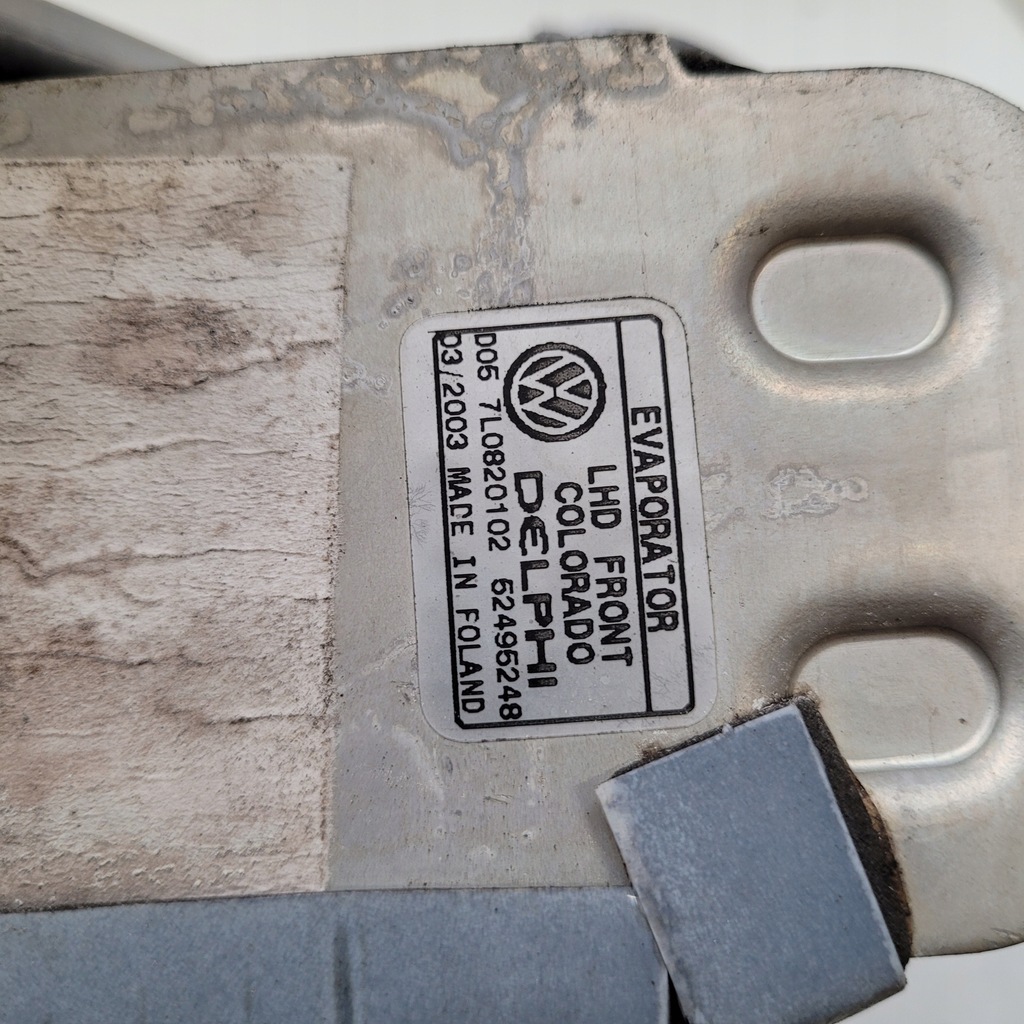 EVAPORATOR
LHD FRONT
COLORADO
DELPHI
D05 7L0820102 52495248
03/2003 MADE IN POLAND